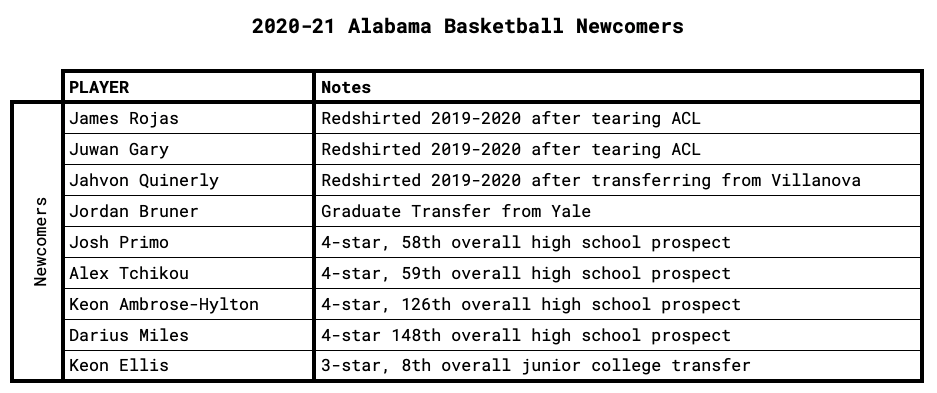 2020-21 Alabama Basketball Newcomers
PLAYER Notes
Newcomers
James Rojas Redshirted 2019-2020 after tearing ACL
Juwan Gary Redshirted 2019-2020 after tearing ACL
Jahvon Quinerly Redshirted 2019-2020 after transferring from Villanova
Jordan Bruner Graduate Transfer from Yale
Josh Primo 4-star, 58th overall high school prospect
Alex Tchikou 4-star, 59th overall high school prospect
Keon Ambrose-Hylton 4-star, 126th overall high school prospect
Darius Miles 4-star 148th overall high school prospect
Keon Ellis 3-star, 8th overall junior college transfer